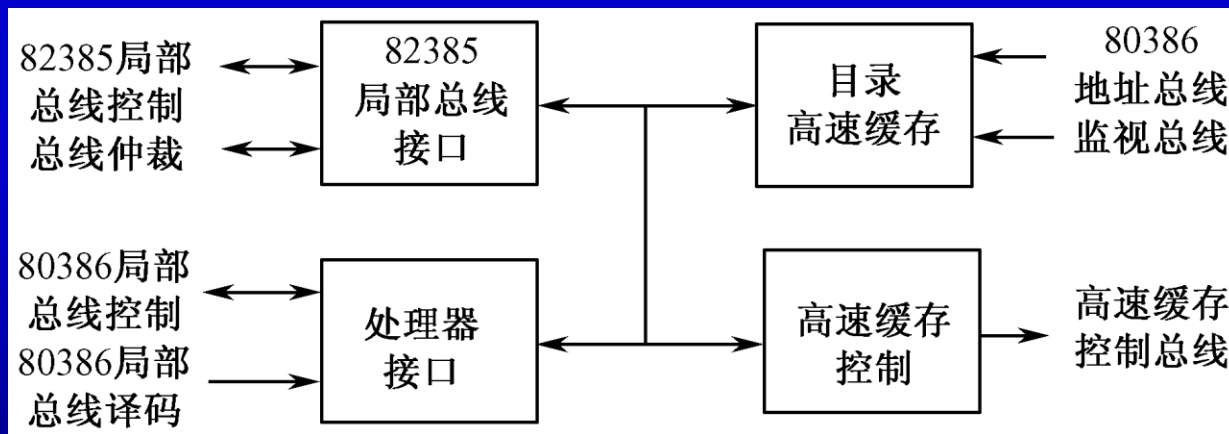 82385局部
总线控制
总线仲裁
82385
局部总线
接口
目录
高速缓存
80386
地址总线
监视总线
80386局部
总线控制
80386局部
总线译码
处理器
接口
高速缓存
控制
高速缓存
控制总线